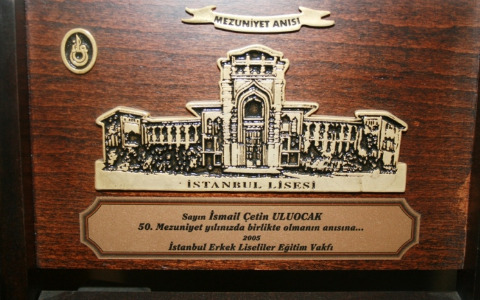 MEZUNİYET ANISI
İSTANBUL LİSESİ
Sayın İsmail Çetin ULUOCAK
50. Mezuniyet yılınızda birlikte olmanın anısına...
2005
İstanbul Erkek Liseliler Eğitim Vakfı